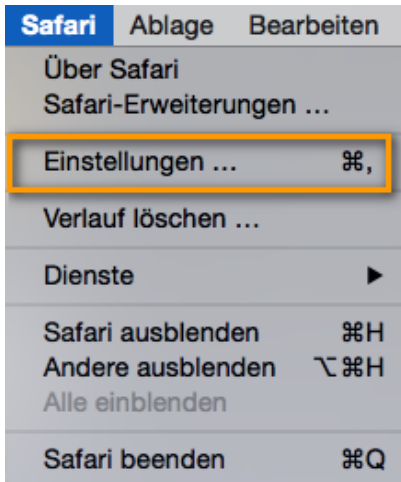 Safari Ablage Bearbeiten
Über Safari
Safari-Erweiterungen ...
Einstellungen ... ⌘,
Verlauf löschen ...
Dienste ▶
Safari ausblenden ⌘H
Andere ausblenden ⌥⌘H
Alle einblenden
Safari beenden ⌘Q